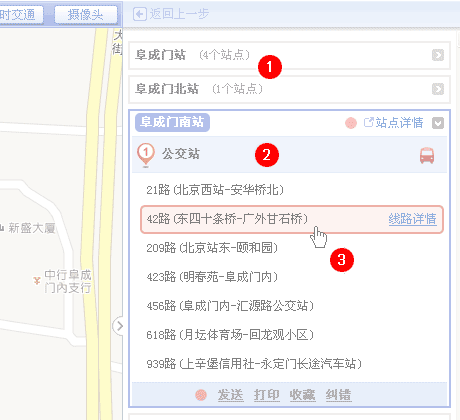 时交通 摄像头 返回上一步
大
街
阜成门站 (4个站点)
1
阜成门北站 (1个站点)
阜成门南站 站点详情
1 公交站 2
21路(北京西站-安华桥北)
42路(东四十条桥-广外甘石桥) 线路详情
新盛大厦
209路(北京站东-颐和园)
3
中行阜成
门内支行
423路(明春苑-阜成门内)
456路(阜成门内-汇源路公交站)
618路(月坛体育场-回龙观小区)
939路(上辛堡信用社-永定门长途汽车站)
发送 打印 收藏 纠错